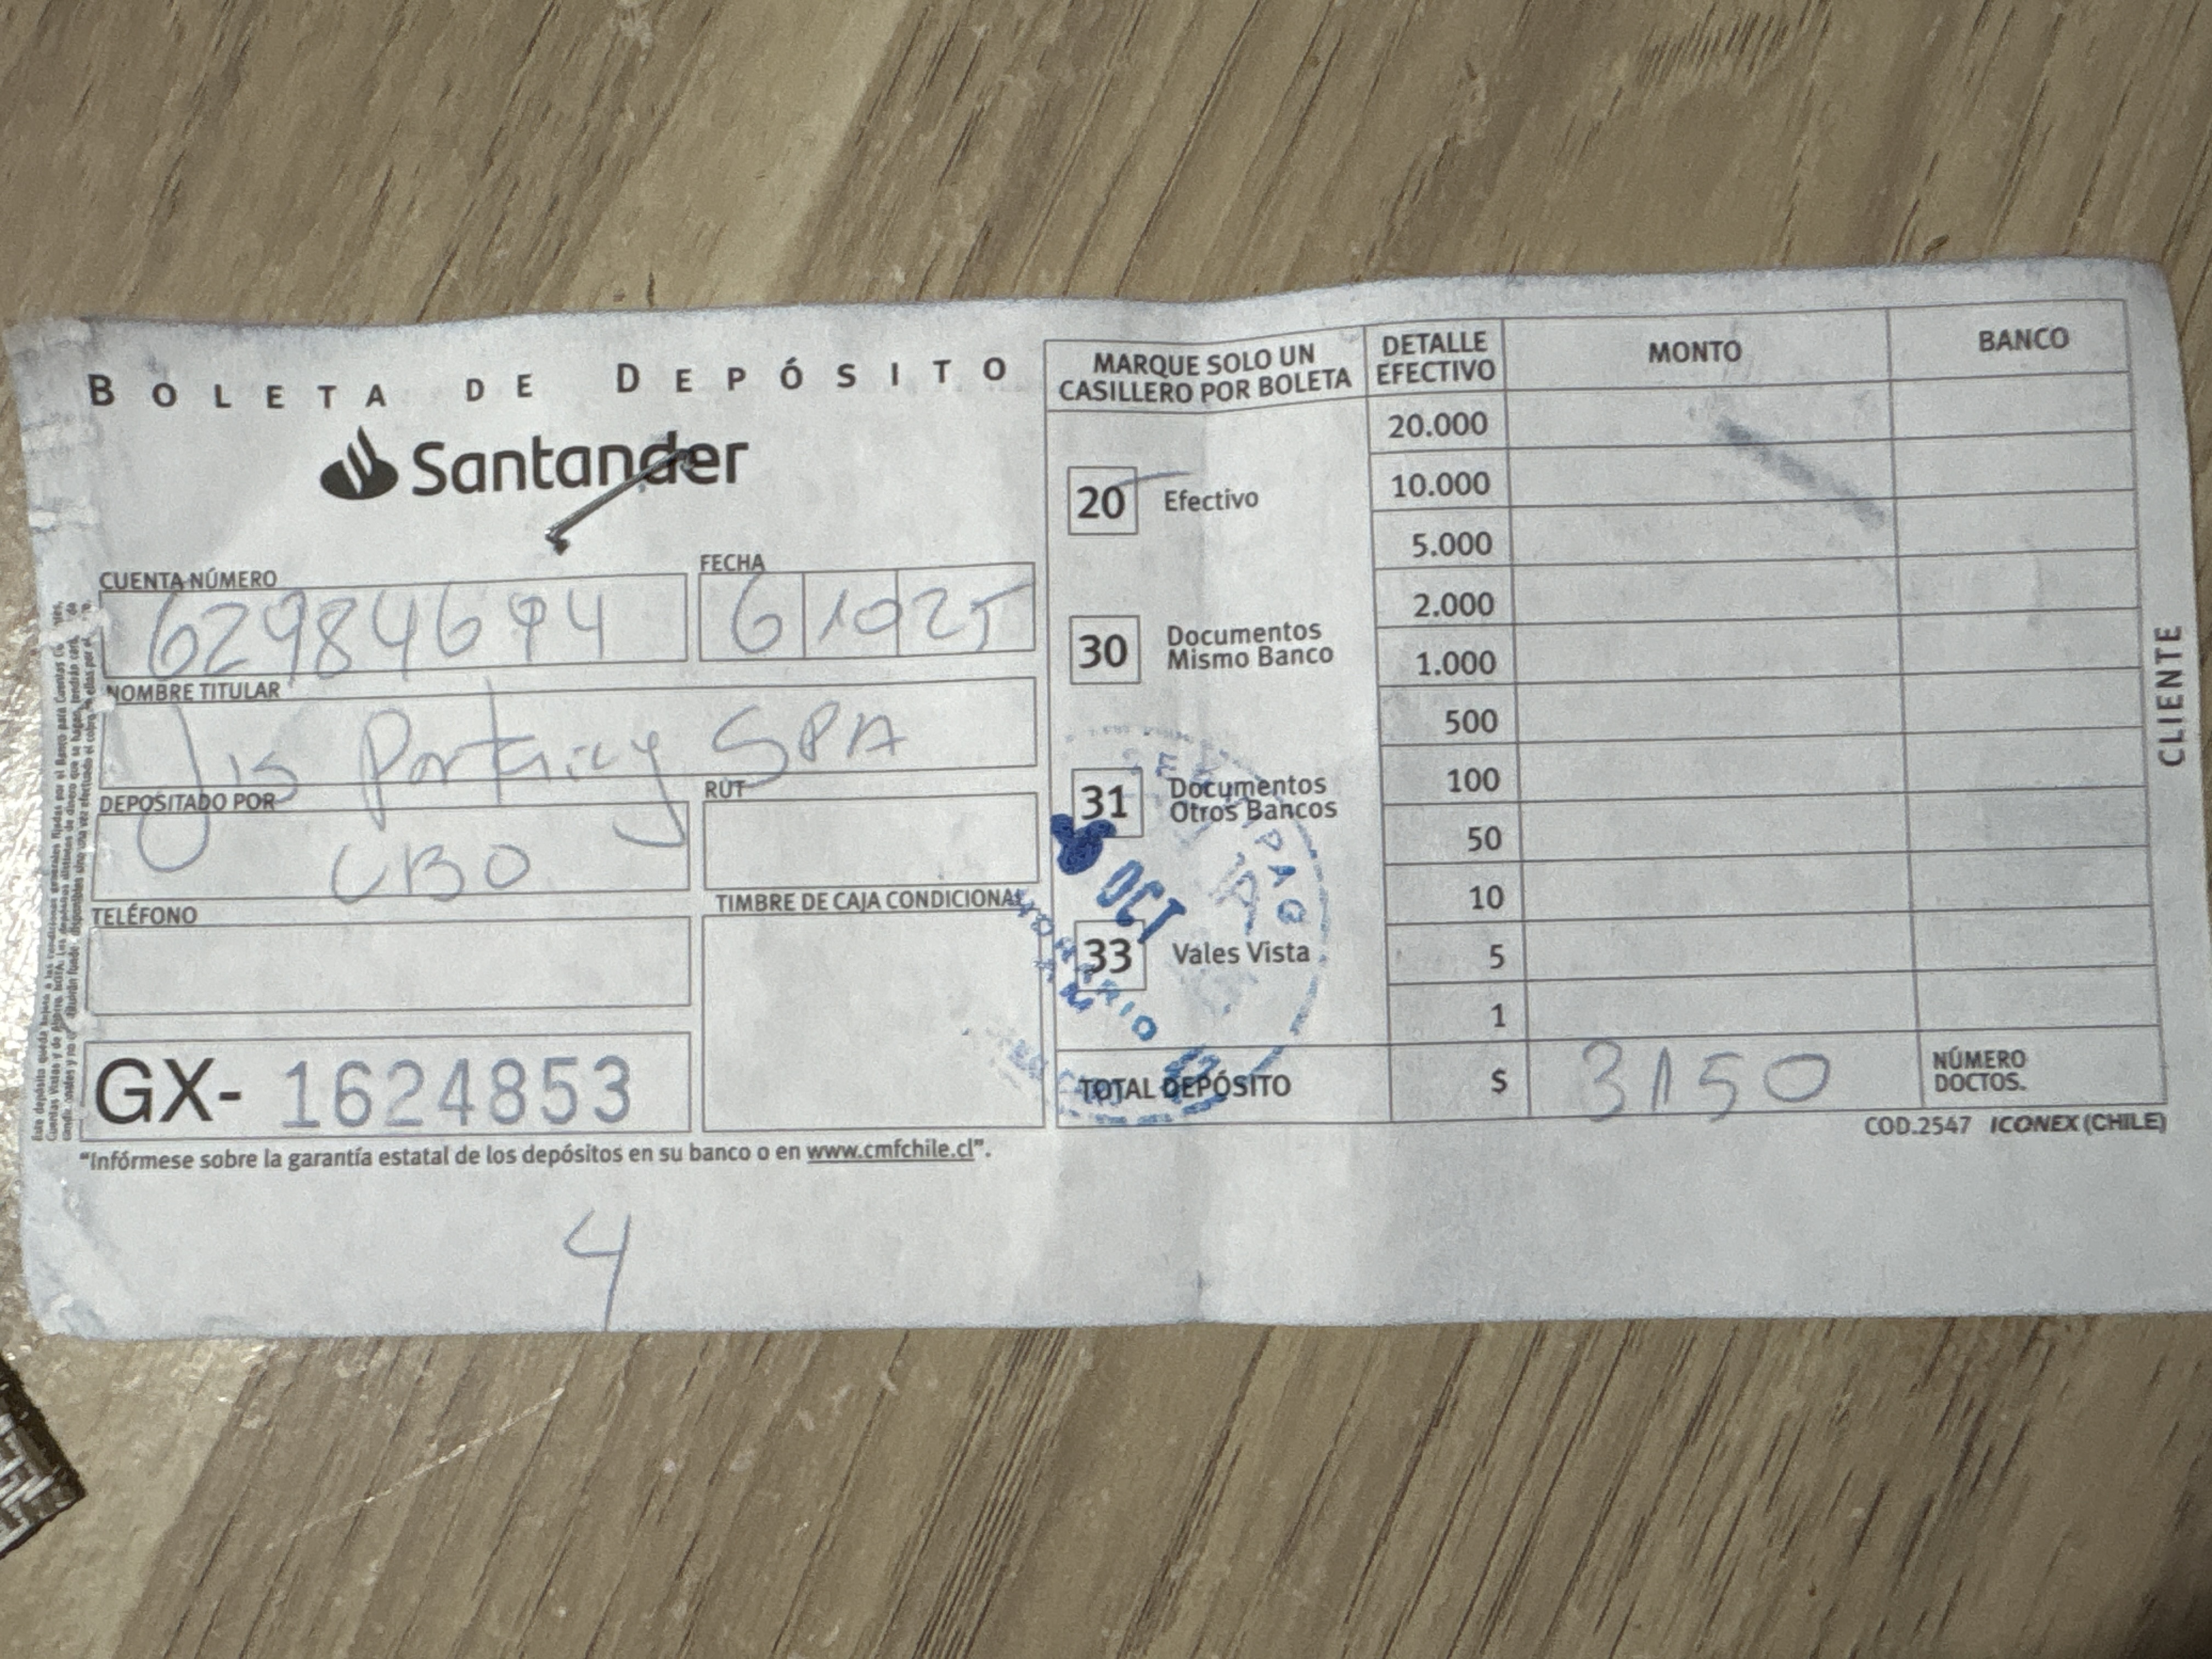 BOLETA DE DEPÓSITO
Santander
CUENTA NÚMERO
62984694
FECHA
6 10 25
NOMBRE TITULAR
Jis Parking SPA
DEPOSITADO POR
CBO
RUT
TELÉFONO
TIMBRE DE CAJA CONDICIONAL
GX- 1624853
"Infórmese sobre la garantía estatal de los depósitos en su banco o en www.cmfchile.cl".
4
MARQUE SOLO UN
CASILLERO POR BOLETA
20 Efectivo
30 Documentos
Mismo Banco
31 Documentos
Otros Bancos
OCT
33 Vales Vista
DETALLE
EFECTIVO
MONTO
BANCO
20.000
10.000
5.000
2.000
1.000
500
100
50
10
5
1
TOTAL DEPÓSITO $ 3150
NÚMERO
DOCTOS.
COD.2547 ICONEX (CHILE)
CLIENTE